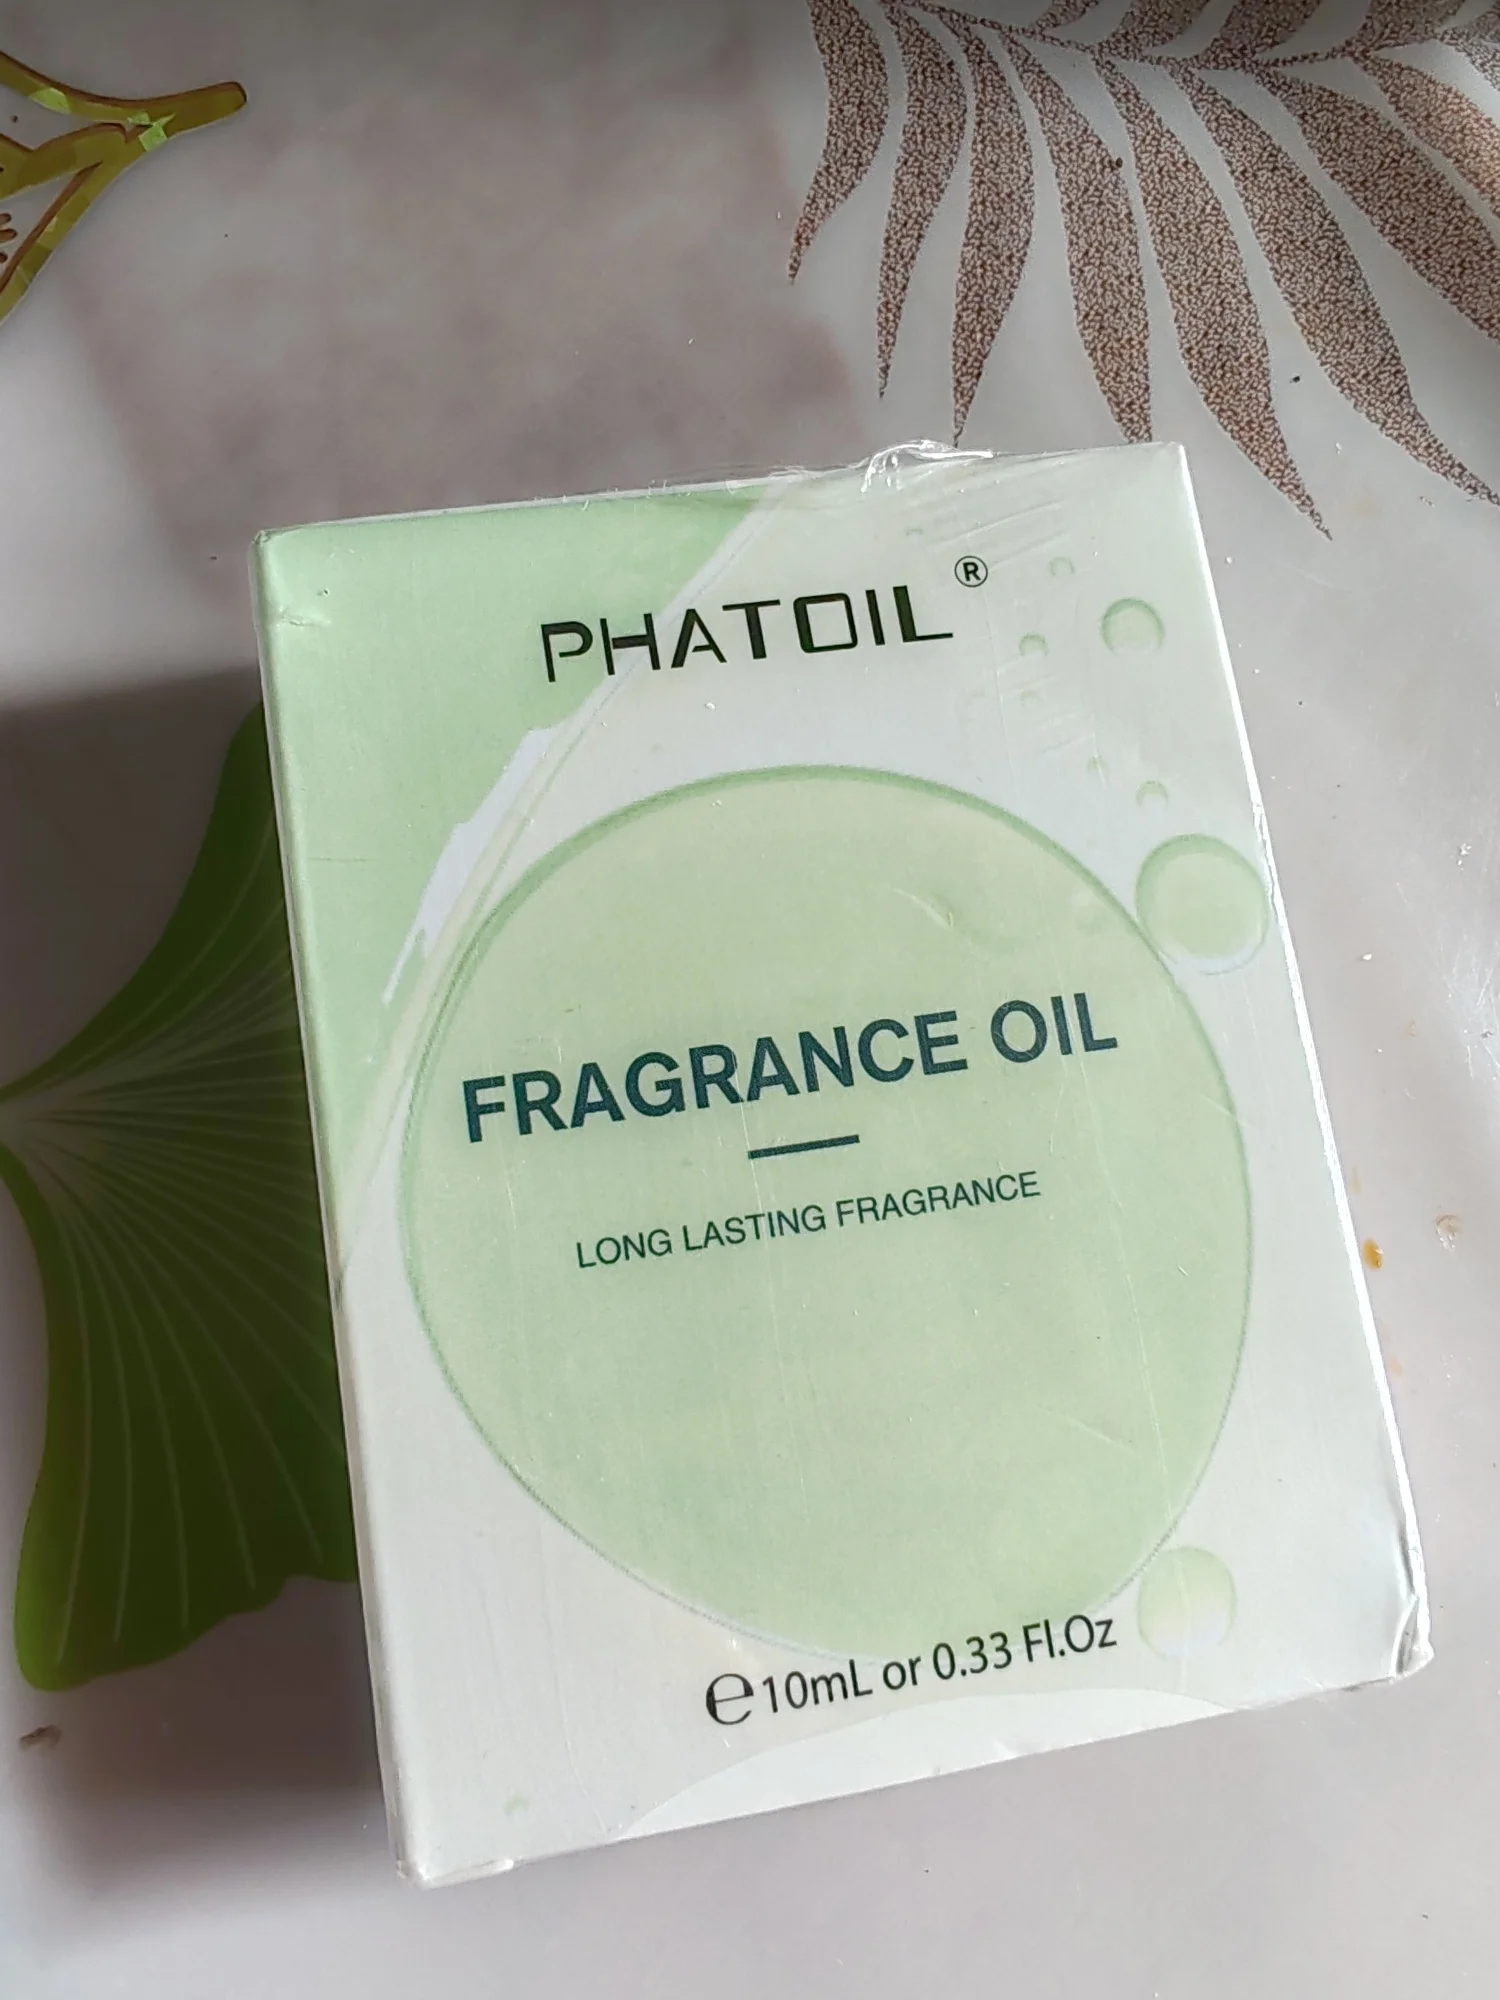 PHATOIL®
FRAGRANCE OIL
LONG LASTING FRAGRANCE
℮10mL or 0.33 Fl.Oz